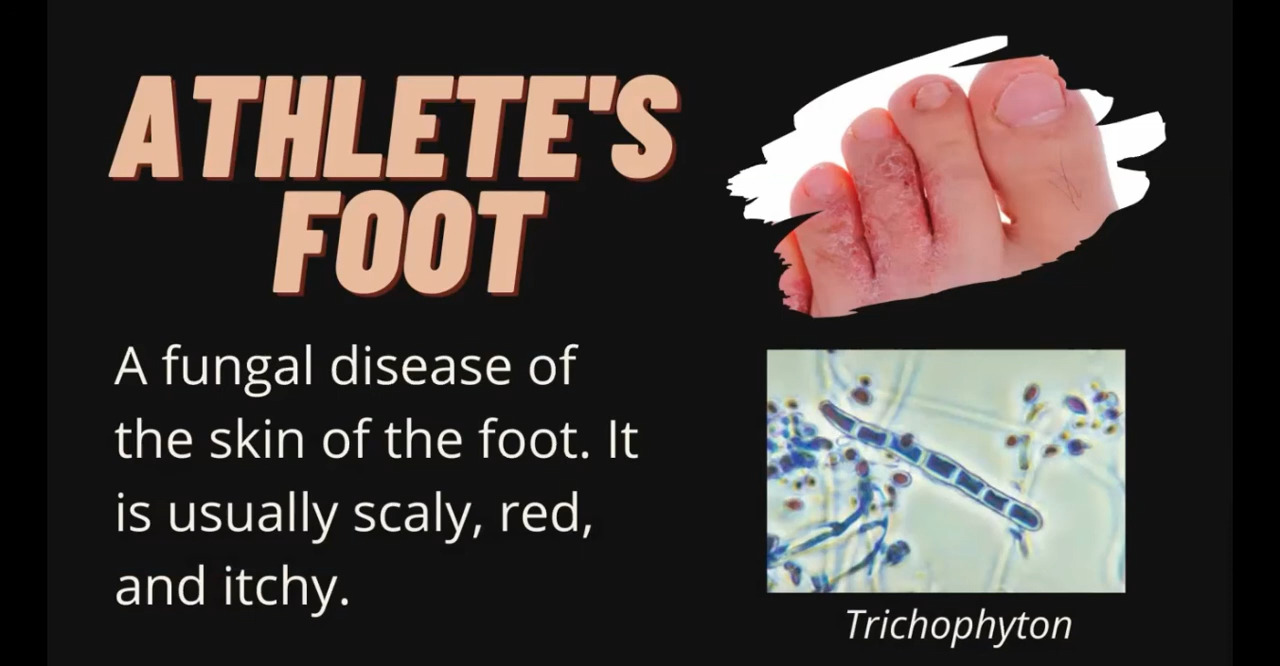 ATHLETE'S
FOOT
A fungal disease of
the skin of the foot. It
is usually scaly, red,
and itchy.
Trichophyton